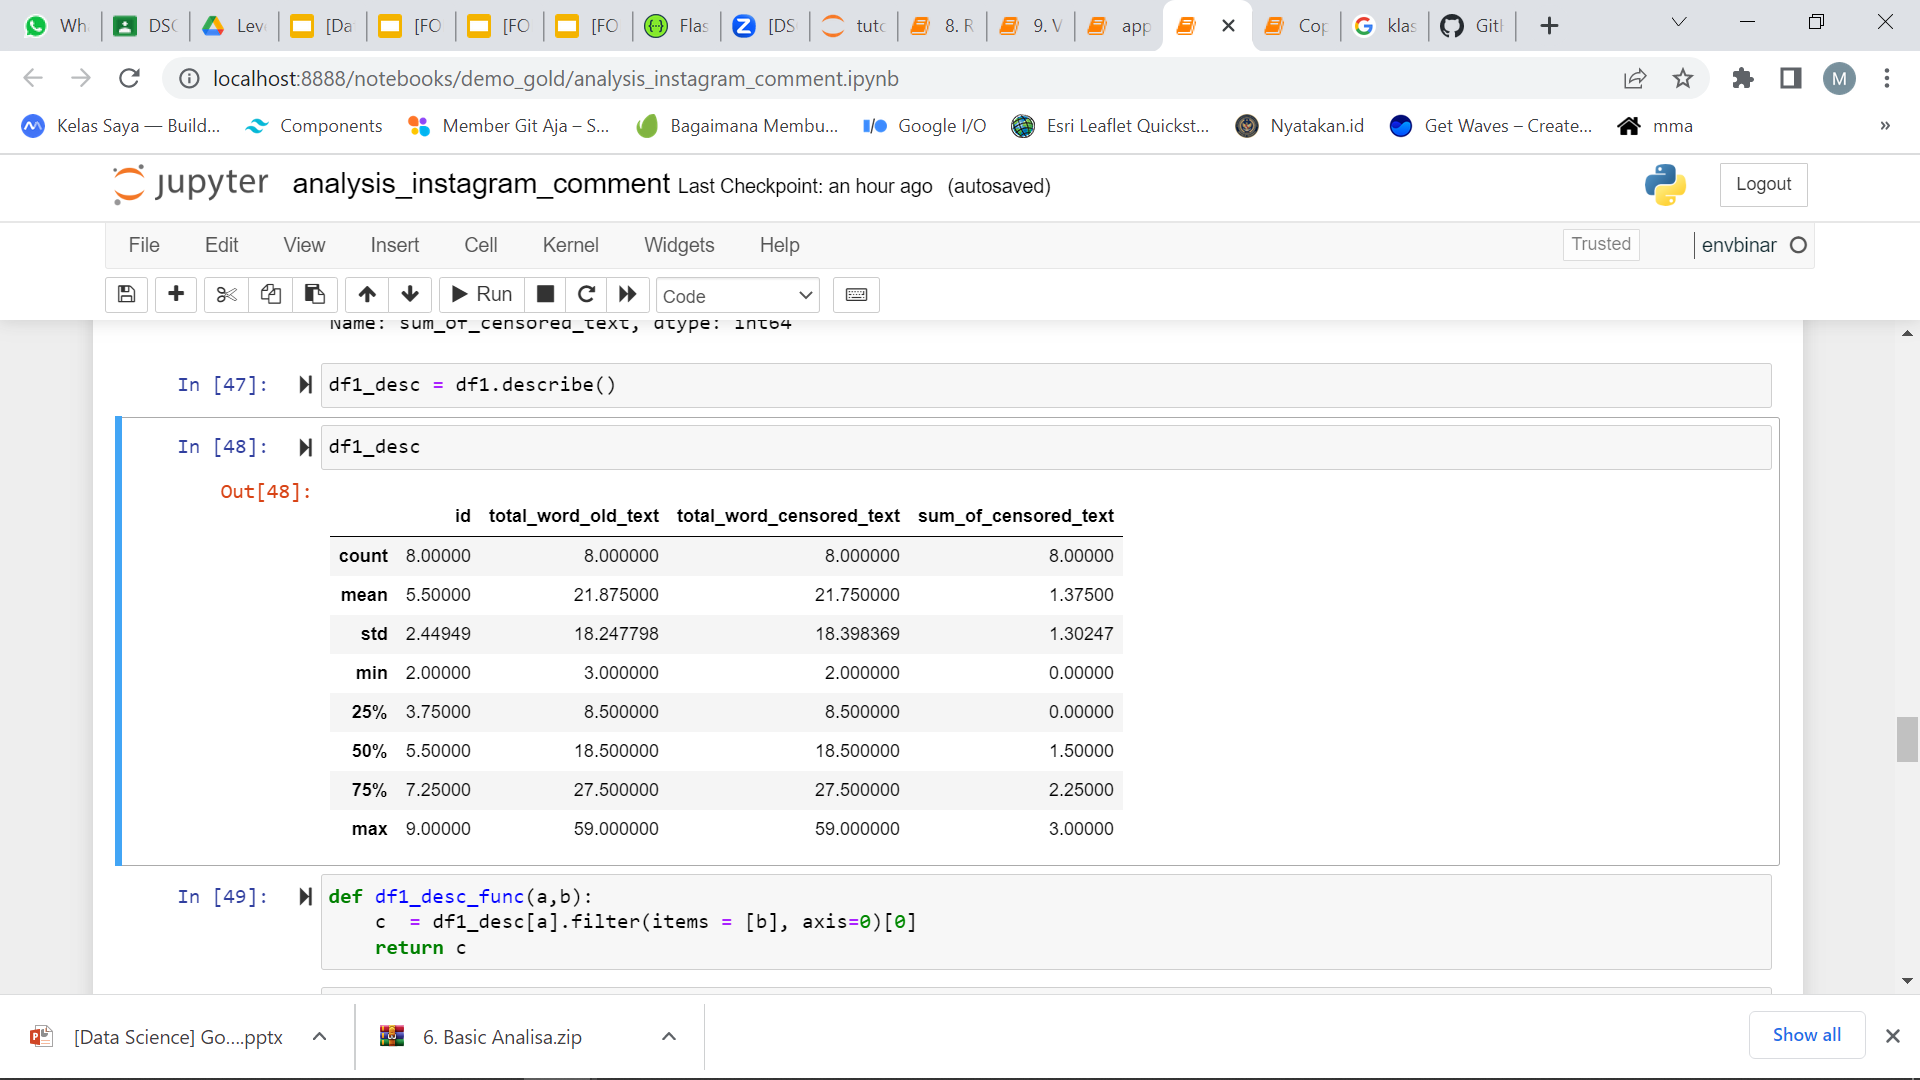 Wh
DSC
Leve
[Da
[FO
[FO
[FO
Flas
[DS
tuto
8. R
9. V
app
Cop
klas
Gith
localhost:8888/notebooks/demo_gold/analysis_instagram_comment.ipynb
M
Kelas Saya — Build...
Components
Member Git Aja – S...
Bagaimana Membu...
Google I/O
Esri Leaflet Quickst...
Nyatakan.id
Get Waves – Create...
mma
»
jupyter analysis_instagram_comment Last Checkpoint: an hour ago (autosaved)
Logout
File Edit View Insert Cell Kernel Widgets Help
Trusted
envbinar
Run
Code
Name: sum_of_censored_text, dtype: int64
In [47]: df1_desc = df1.describe()
In [48]: df1_desc
Out[48]:
id total_word_old_text total_word_censored_text sum_of_censored_text
count 8.00000 8.000000 8.000000 8.00000
mean 5.50000 21.875000 21.750000 1.37500
std 2.44949 18.247798 18.398369 1.30247
min 2.00000 3.000000 2.000000 0.00000
25% 3.75000 8.500000 8.500000 0.00000
50% 5.50000 18.500000 18.500000 1.50000
75% 7.25000 27.500000 27.500000 2.25000
max 9.00000 59.000000 59.000000 3.00000
In [49]: def df1_desc_func(a,b):
c = df1_desc[a].filter(items = [b], axis=0)[0]
return c
[Data Science] Go....pptx
6. Basic Analisa.zip
Show all